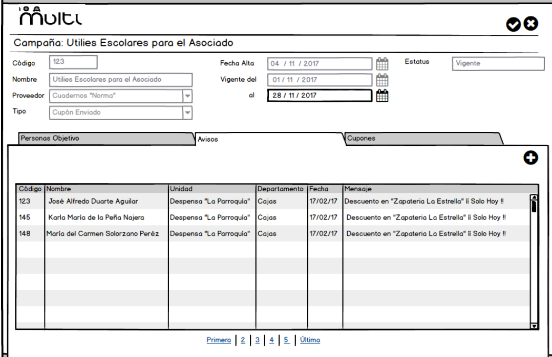 Multi
Campaña: Utilies Escolares para el Asociado
Código 123 Fecha Alta 04 / 11 / 2017 Estatus Vigente
Nombre Utilies Escolares para el Asociado Vigente del 01 / 11 / 2017
Proveedor Cuadernos "Norma" al 28 / 11 / 2017
Tipo Cupón Enviado
Personas Objetivo Avisos Cupones
Código Nombre Unidad Departamento Fecha Mensaje
123 José Alfredo Duarte Aguilar Despensa "La Parroquia" Cajas 17/02/17 Descuento en "Zapateria La Estrella" ¡¡ Solo Hoy !!
145 Karla María de la Peña Najera Despensa "La Parroquia" Cajas 17/02/17 Descuento en "Zapateria La Estrella" ¡¡ Solo Hoy !!
148 María del Carmen Solorzano Peréz Despensa "La Parroquia" Cajas 17/02/17 Descuento en "Zapateria La Estrella" ¡¡ Solo Hoy !!
Primero | 2 | 3 | 4 | 5 | Último